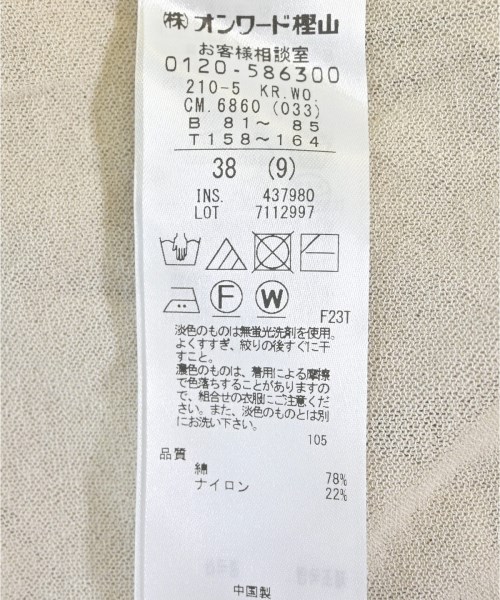 (株)オンワード樫山
お客様相談室
0120-586300
210-5 KR.WO.
CM.6860(033)
B 81～ 85
T158～164
38 (9)
INS. 437980
LOT 7112997
F W
F23T
淡色のものは無蛍光洗剤を使用。
よくすすぎ、絞りの後すぐに干
すこと。
濃色のものは、着用による摩擦
で色落ちすることがありますの
で、組合せの衣服にご注意くださ
い。また、淡色のものとは別
にお洗い下さい。
105
品質
綿 78%
ナイロン 22%
中国製